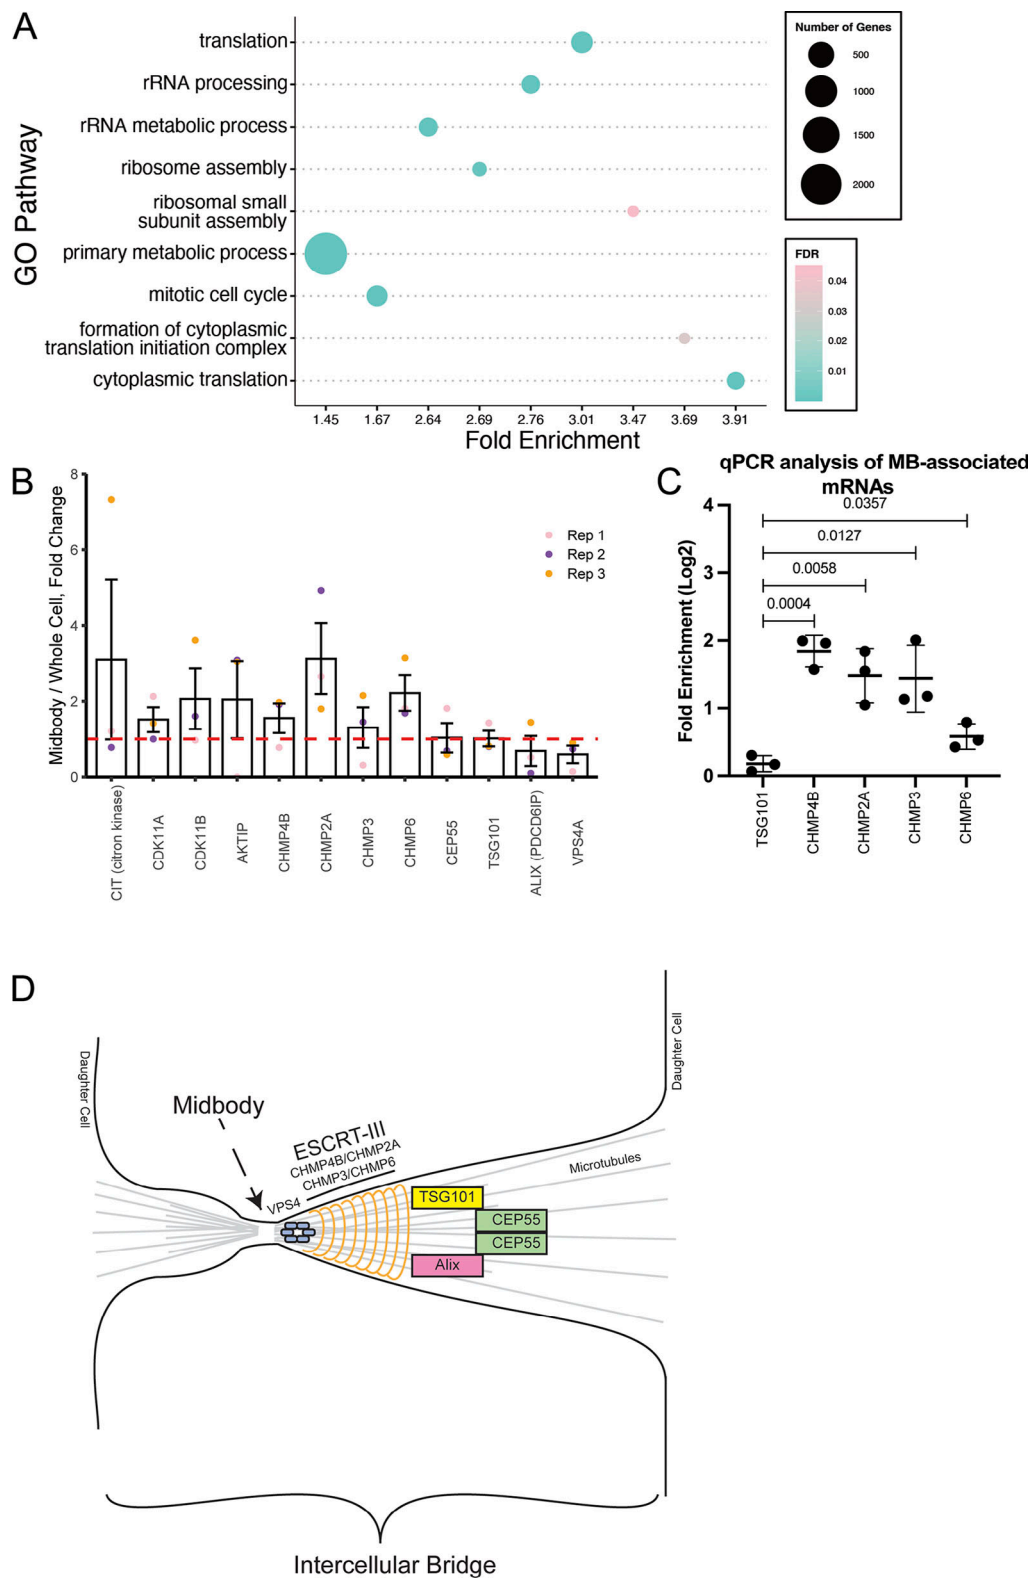 A
GO Pathway
translation
rRNA processing
rRNA metabolic process
ribosome assembly
ribosomal small
subunit assembly
primary metabolic process
mitotic cell cycle
formation of cytoplasmic
translation initiation complex
cytoplasmic translation
1.45 1.67 2.64 2.69 2.76 3.01 3.47 3.69 3.91
Fold Enrichment
Number of Genes
500
1000
1500
2000
FDR
0.04
0.03
0.02
0.01
B
Midbody / Whole Cell, Fold Change
8
6
4
2
0
Rep 1
Rep 2
Rep 3
CIT (citron kinase)
CDK11A
CDK11B
AKTIP
CHMP4B
CHMP2A
CHMP3
CHMP6
CEP55
TSG101
ALIX (PDCD6IP)
VPS4A
C
qPCR analysis of MB-associated
mRNAs
Fold Enrichment (Log2)
4
3
2
1
0
0.0357
0.0127
0.0058
0.0004
TSG101
CHMP4B
CHMP2A
CHMP3
CHMP6
D
Daughter Cell
Daughter Cell
Midbody
ESCRT-III
CHMP4B/CHMP2A
CHMP3/CHMP6
VPS4
Microtubules
TSG101
CEP55
CEP55
Alix
Intercellular Bridge